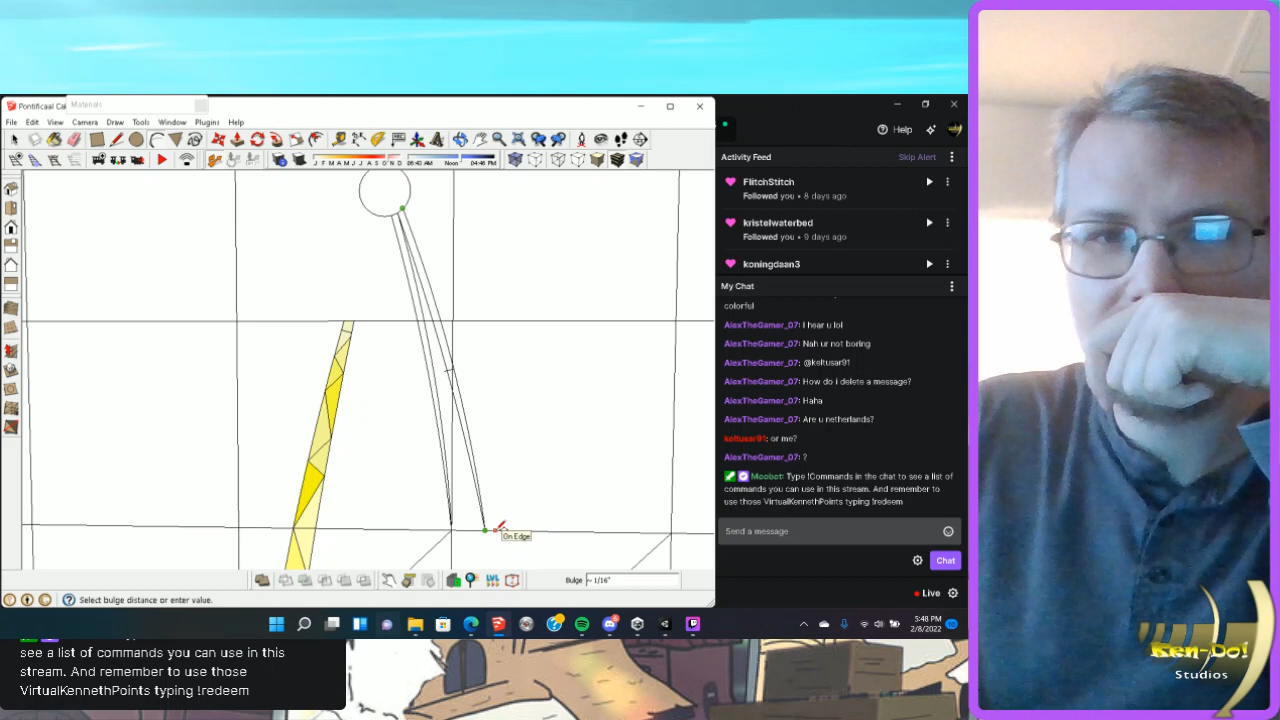 Pontificaal Ca
Materials
File Edit View Camera Draw Tools Window Plugins Help
J F M A M J J A S O N D 06:43 AM Noon 04:46 PM
On Edge
Bulge ~ 1/16"
Select bulge distance or enter value.
Help
Activity Feed
Skip Alert
FlitchStitch
Followed you • 8 days ago
kristelwaterbed
Followed you • 9 days ago
koningdaan3
My Chat
colorful
AlexTheGamer_07: I hear u lol
AlexTheGamer_07: Nah ur not boring
AlexTheGamer_07: @keltusar91
AlexTheGamer_07: How do i delete a message?
AlexTheGamer_07: Haha
AlexTheGamer_07: Are u netherlands?
keltusar91: or me?
AlexTheGamer_07: ?
Moobot: Type !Commands in the chat to see a list of
commands you can use in this stream. And remember to
use those VirtualKennethPoints typing !redeem
Send a message
Chat
Live
5:48 PM
2/8/2022
see a list of commands you can use in this
stream. And remember to use those
VirtualKennethPoints typing !redeem
Ken-Do!
Studios